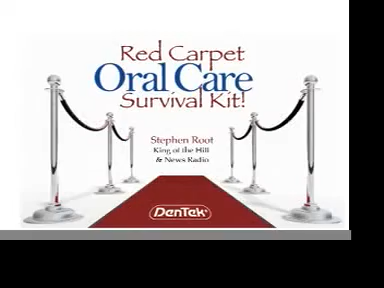 Red Carpet
Oral Care
Survival Kit!
Stephen Root
King of the Hill
& News Radio
DenTek®